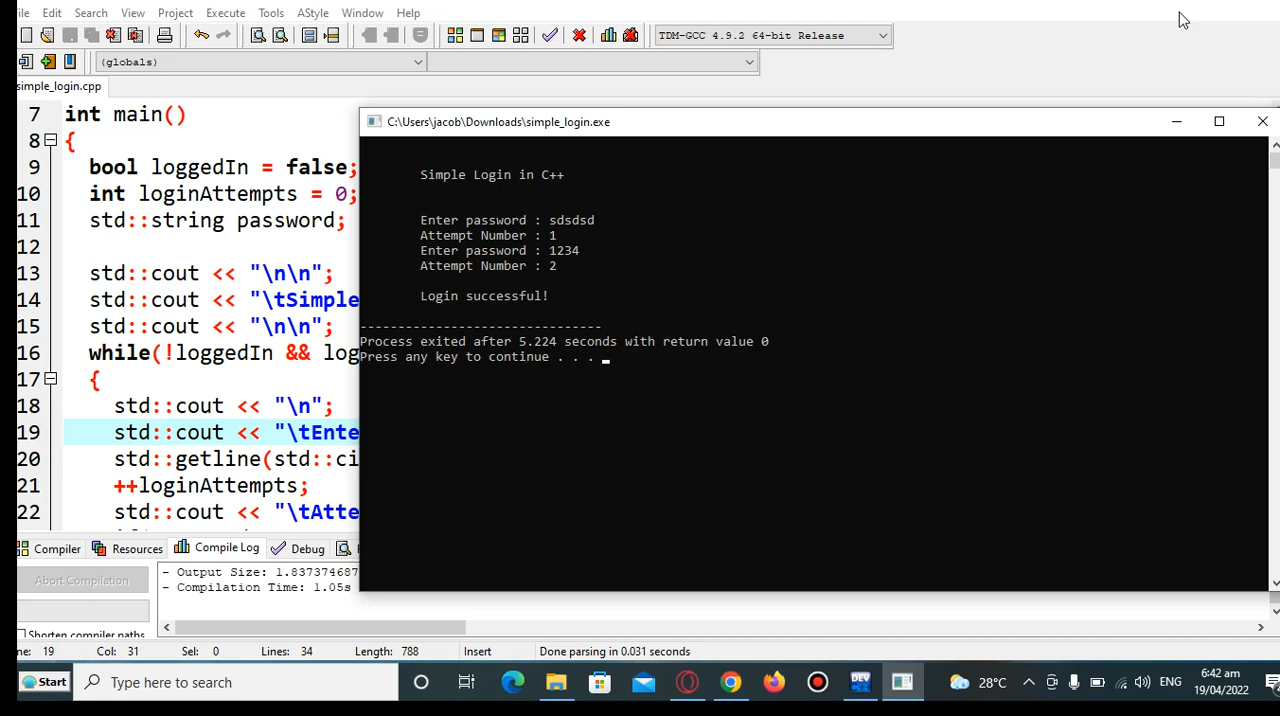 ile Edit Search View Project Execute Tools AStyle Window Help
TDM-GCC 4.9.2 64-bit Release
(globals)
simple_login.cpp
7 int main()
8 {
9 bool loggedIn = false;
10 int loginAttempts = 0;
11 std::string password;
12
13 std::cout << "\n\n";
14 std::cout << "\tSimple
15 std::cout << "\n\n";
16 while(!loggedIn && log
17 {
18 std::cout << "\n";
19 std::cout << "\tEnte
20 std::getline(std::ci
21 ++loginAttempts;
22 std::cout << "\tAtte
C:\Users\jacob\Downloads\simple_login.exe
Simple Login in C++
Enter password : sdsdsd
Attempt Number : 1
Enter password : 1234
Attempt Number : 2
Login successful!
--------------------------------
Process exited after 5.224 seconds with return value 0
Press any key to continue . . .
Compiler Resources Compile Log Debug
Abort Compilation
Shorten compiler paths
- Output Size: 1.837374687
- Compilation Time: 1.05s
ne: 19 Col: 31 Sel: 0 Lines: 34 Length: 788 Insert Done parsing in 0.031 seconds
Start
Type here to search
DEV
28°C
ENG
6:42 am
19/04/2022